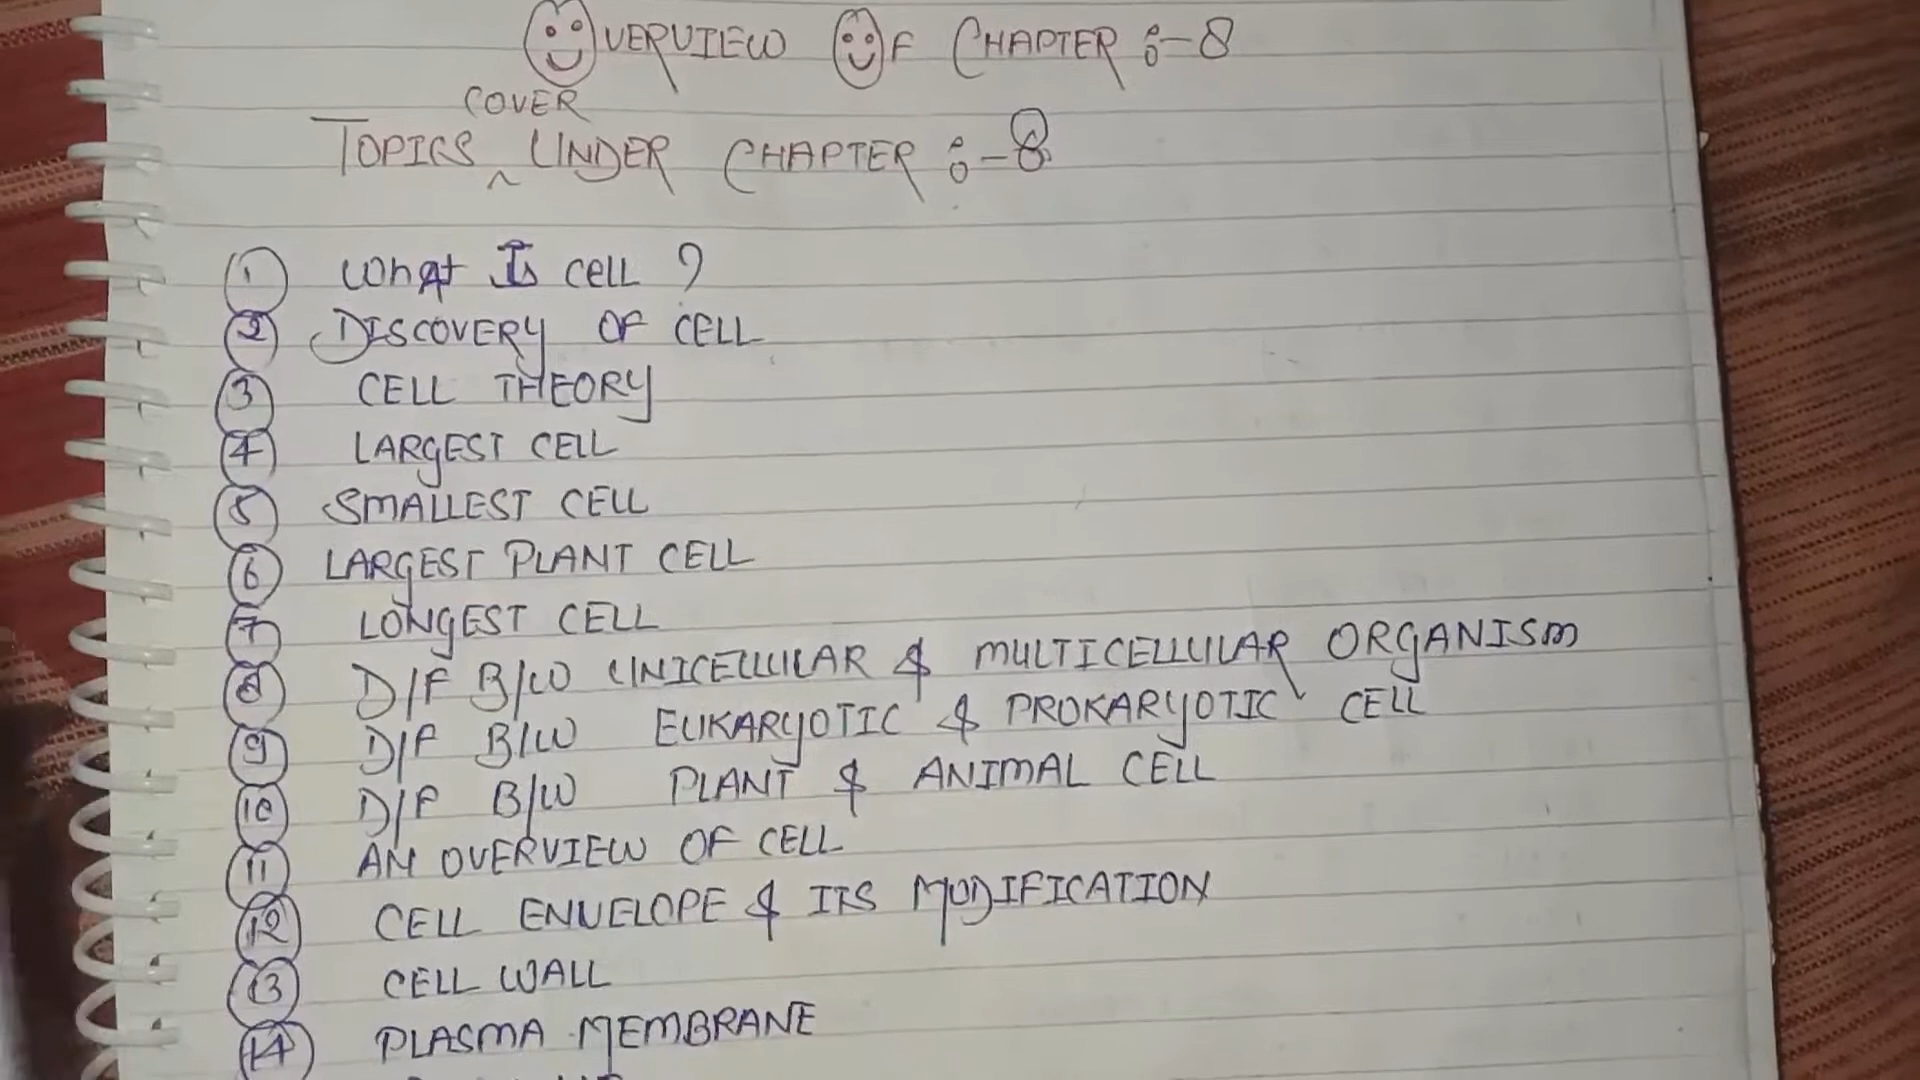 OVERVIEW OF CHAPTER :- 8
COVER
TOPICS ^ UNDER CHAPTER :- 8
1 What Is cell ?
2 DISCOVERY OF CELL
3 CELL THEORY
4 LARGEST CELL
5 SMALLEST CELL
6 LARGEST PLANT CELL
7 LONGEST CELL
8 D/F B/W UNICELLULAR & MULTICELLULAR ORGANISM
9 D/F B/W EUKARYOTIC & PROKARYOTIC CELL
10 D/F B/W PLANT & ANIMAL CELL
11 AN OVERVIEW OF CELL
12 CELL ENVELOPE & ITS MODIFICATION
13 CELL WALL
14 PLASMA MEMBRANE